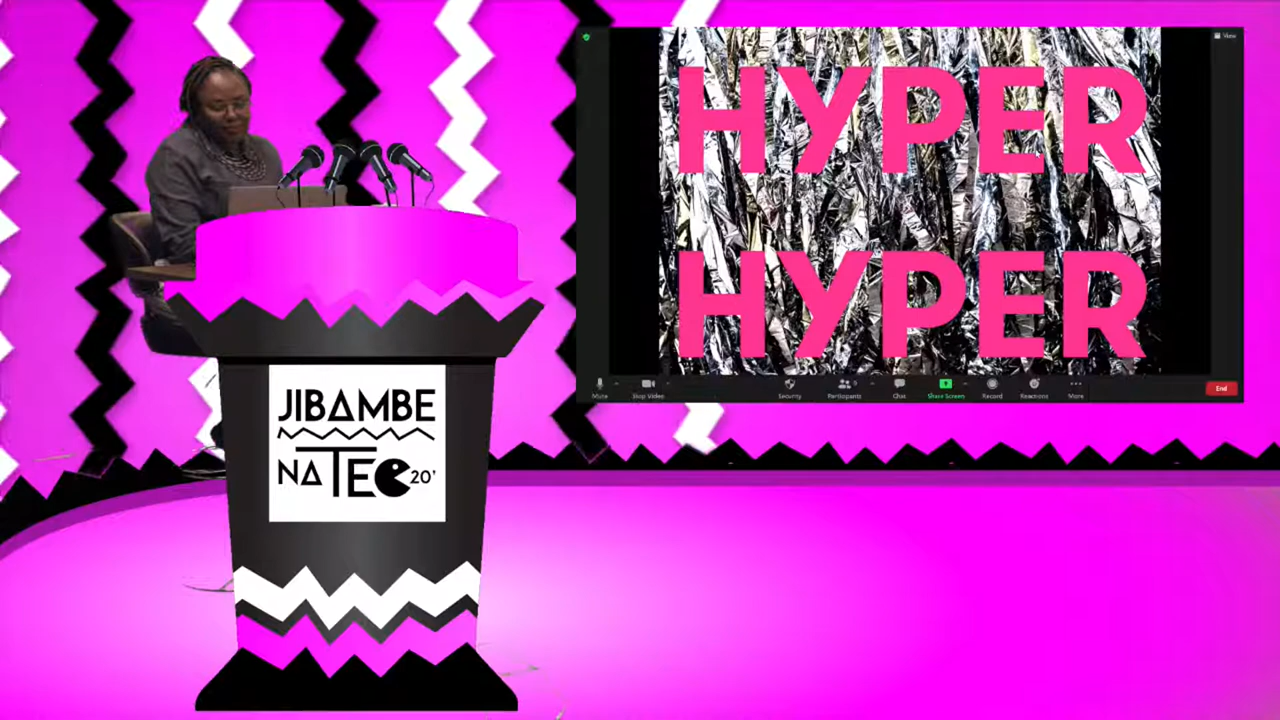 HYPER
HYPER
View
Mute
Stop Video
Security
Participants
Chat
Share Screen
Record
Reactions
More
End
JIBAMBE
NA TEC 20'